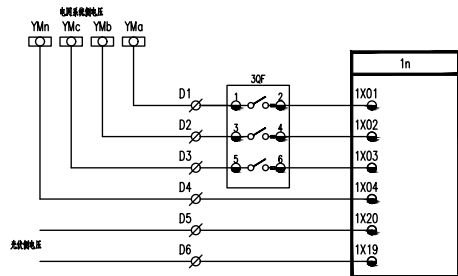 电网系统侧电压
YMn YMc YMb YMa
1n
3QF
D1 1 2 1X01
D2 3 4 1X02
D3 5 6 1X03
D4 1X04
D5 1X20
光伏侧电压
D6 1X19